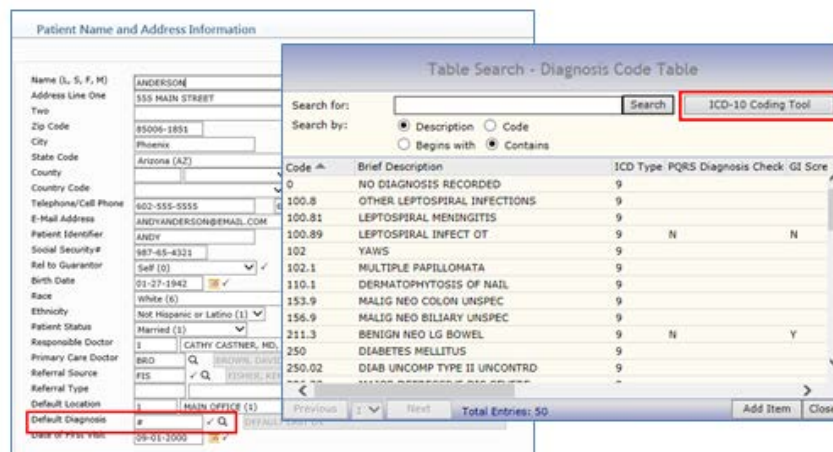 Patient Name and Address Information
Name (L, S, F, M) ANDERSON
Address Line One 555 MAIN STREET
Two
Zip Code 85006-1851
City Phoenix
State Code Arizona (AZ)
County
Country Code
Telephone/Cell Phone 602-555-5555
E-Mail Address ANDYANDERSON@EMAIL.COM
Patient Identifier ANDY
Social Security# 987-65-4321
Rel to Guarantor Self (0)
Birth Date 01-27-1942
Race White (6)
Ethnicity Not Hispanic or Latino (1)
Patient Status Married (1)
Responsible Doctor 1 CATHY CASTNER, MD,
Primary Care Doctor BRO BROWN, DAVID
Referral Source FIS FISHER,
Referral Type
Default Location 1 MAIN OFFICE (1)
Default Diagnosis # DEFAULT LAST DX
Date of First Visit 09-01-2000
Table Search - Diagnosis Code Table
Search for: Search ICD-10 Coding Tool
Search by: Description Code
Begins with Contains
Code Brief Description ICD Type PQRS Diagnosis Check GI Scre
0 NO DIAGNOSIS RECORDED 9
100.8 OTHER LEPTOSPIRAL INFECTIONS 9
100.81 LEPTOSPIRAL MENINGITIS 9
100.89 LEPTOSPIRAL INFECT OT 9 N N
102 YAWS 9
102.1 MULTIPLE PAPILLOMATA 9
110.1 DERMATOPHYTOSIS OF NAIL 9
153.9 MALIG NEO COLON UNSPEC 9
156.9 MALIG NEO BILIARY UNSPEC 9
211.3 BENIGN NEO LG BOWEL 9 N Y
250 DIABETES MELLITUS 9
250.02 DIAB UNCOMP TYPE II UNCONTRD 9
Previous 1 Next Total Entries: 50 Add Item Close